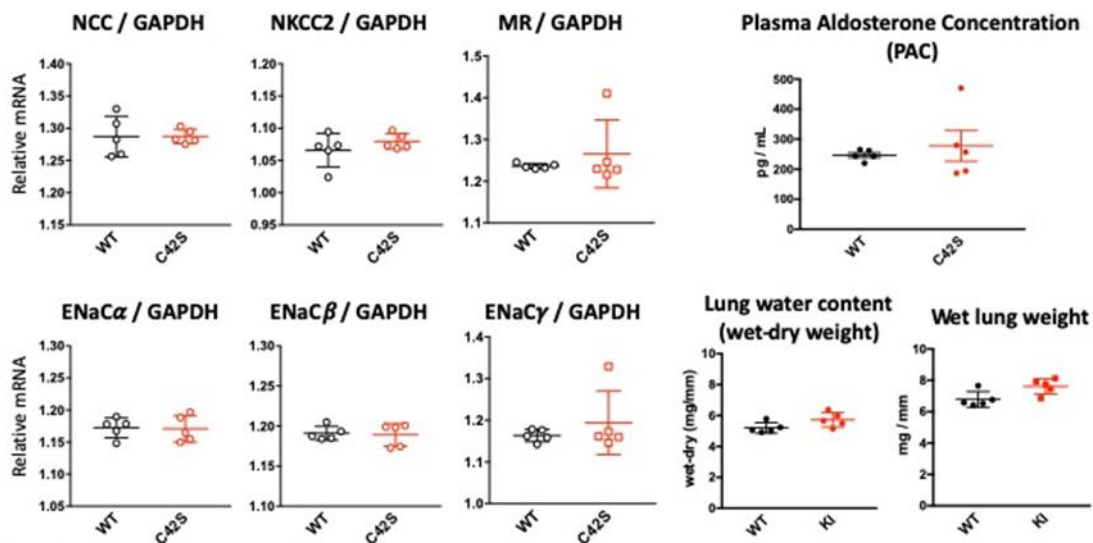 NCC / GAPDH
Relative mRNA
1.40
1.35
1.30
1.25
1.20
1.15
WT
C42S
NKCC2 / GAPDH
1.20
1.15
1.10
1.05
1.00
0.95
WT
C42S
MR / GAPDH
1.5
1.4
1.3
1.2
1.1
WT
C42S
Plasma Aldosterone Concentration
(PAC)
pg / mL
500
400
300
200
100
0
WT
C42S
ENaCα / GAPDH
Relative mRNA
1.30
1.25
1.20
1.15
1.10
1.05
WT
C42S
ENaCβ / GAPDH
1.30
1.25
1.20
1.15
1.10
WT
C42S
ENaCγ / GAPDH
1.4
1.3
1.2
1.1
1.0
WT
C42S
Lung water content
(wet-dry weight)
wet-dry (mg/mm)
10
8
6
4
2
0
WT
KI
Wet lung weight
mg / mm
10
8
6
4
2
0
WT
KI